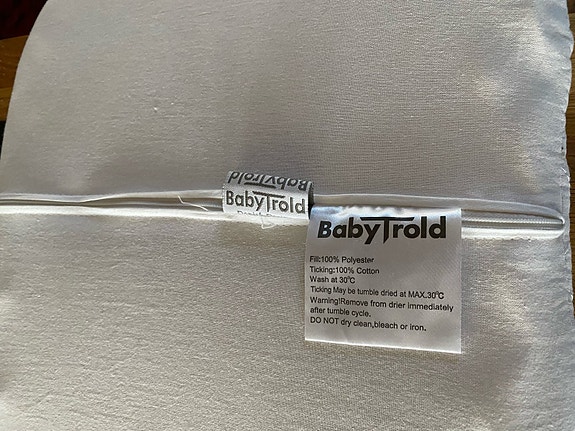 BabyTrold
BabyTrold
BabyTrold
Fill:100% Polyester
Ticking:100% Cotton
Wash at 30℃
Ticking May be tumble dried at MAX.30℃
Warning!Remove from drier immediately
after tumble cycle.
DO NOT dry clean,bleach or iron.